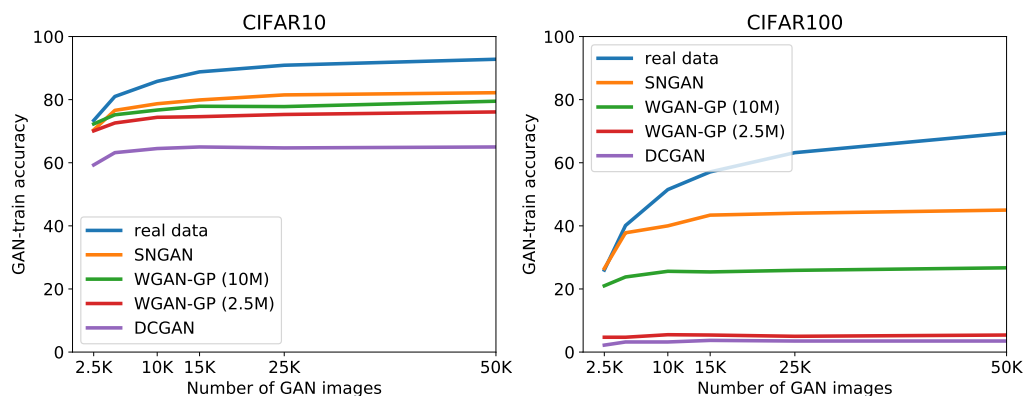 CIFAR10
100
80
60
40
20
0
GAN-train accuracy
real data
SNGAN
WGAN-GP (10M)
WGAN-GP (2.5M)
DCGAN
2.5K 10K 15K 25K 50K
Number of GAN images
CIFAR100
100
80
60
40
20
0
GAN-train accuracy
real data
SNGAN
WGAN-GP (10M)
WGAN-GP (2.5M)
DCGAN
2.5K 10K 15K 25K 50K
Number of GAN images